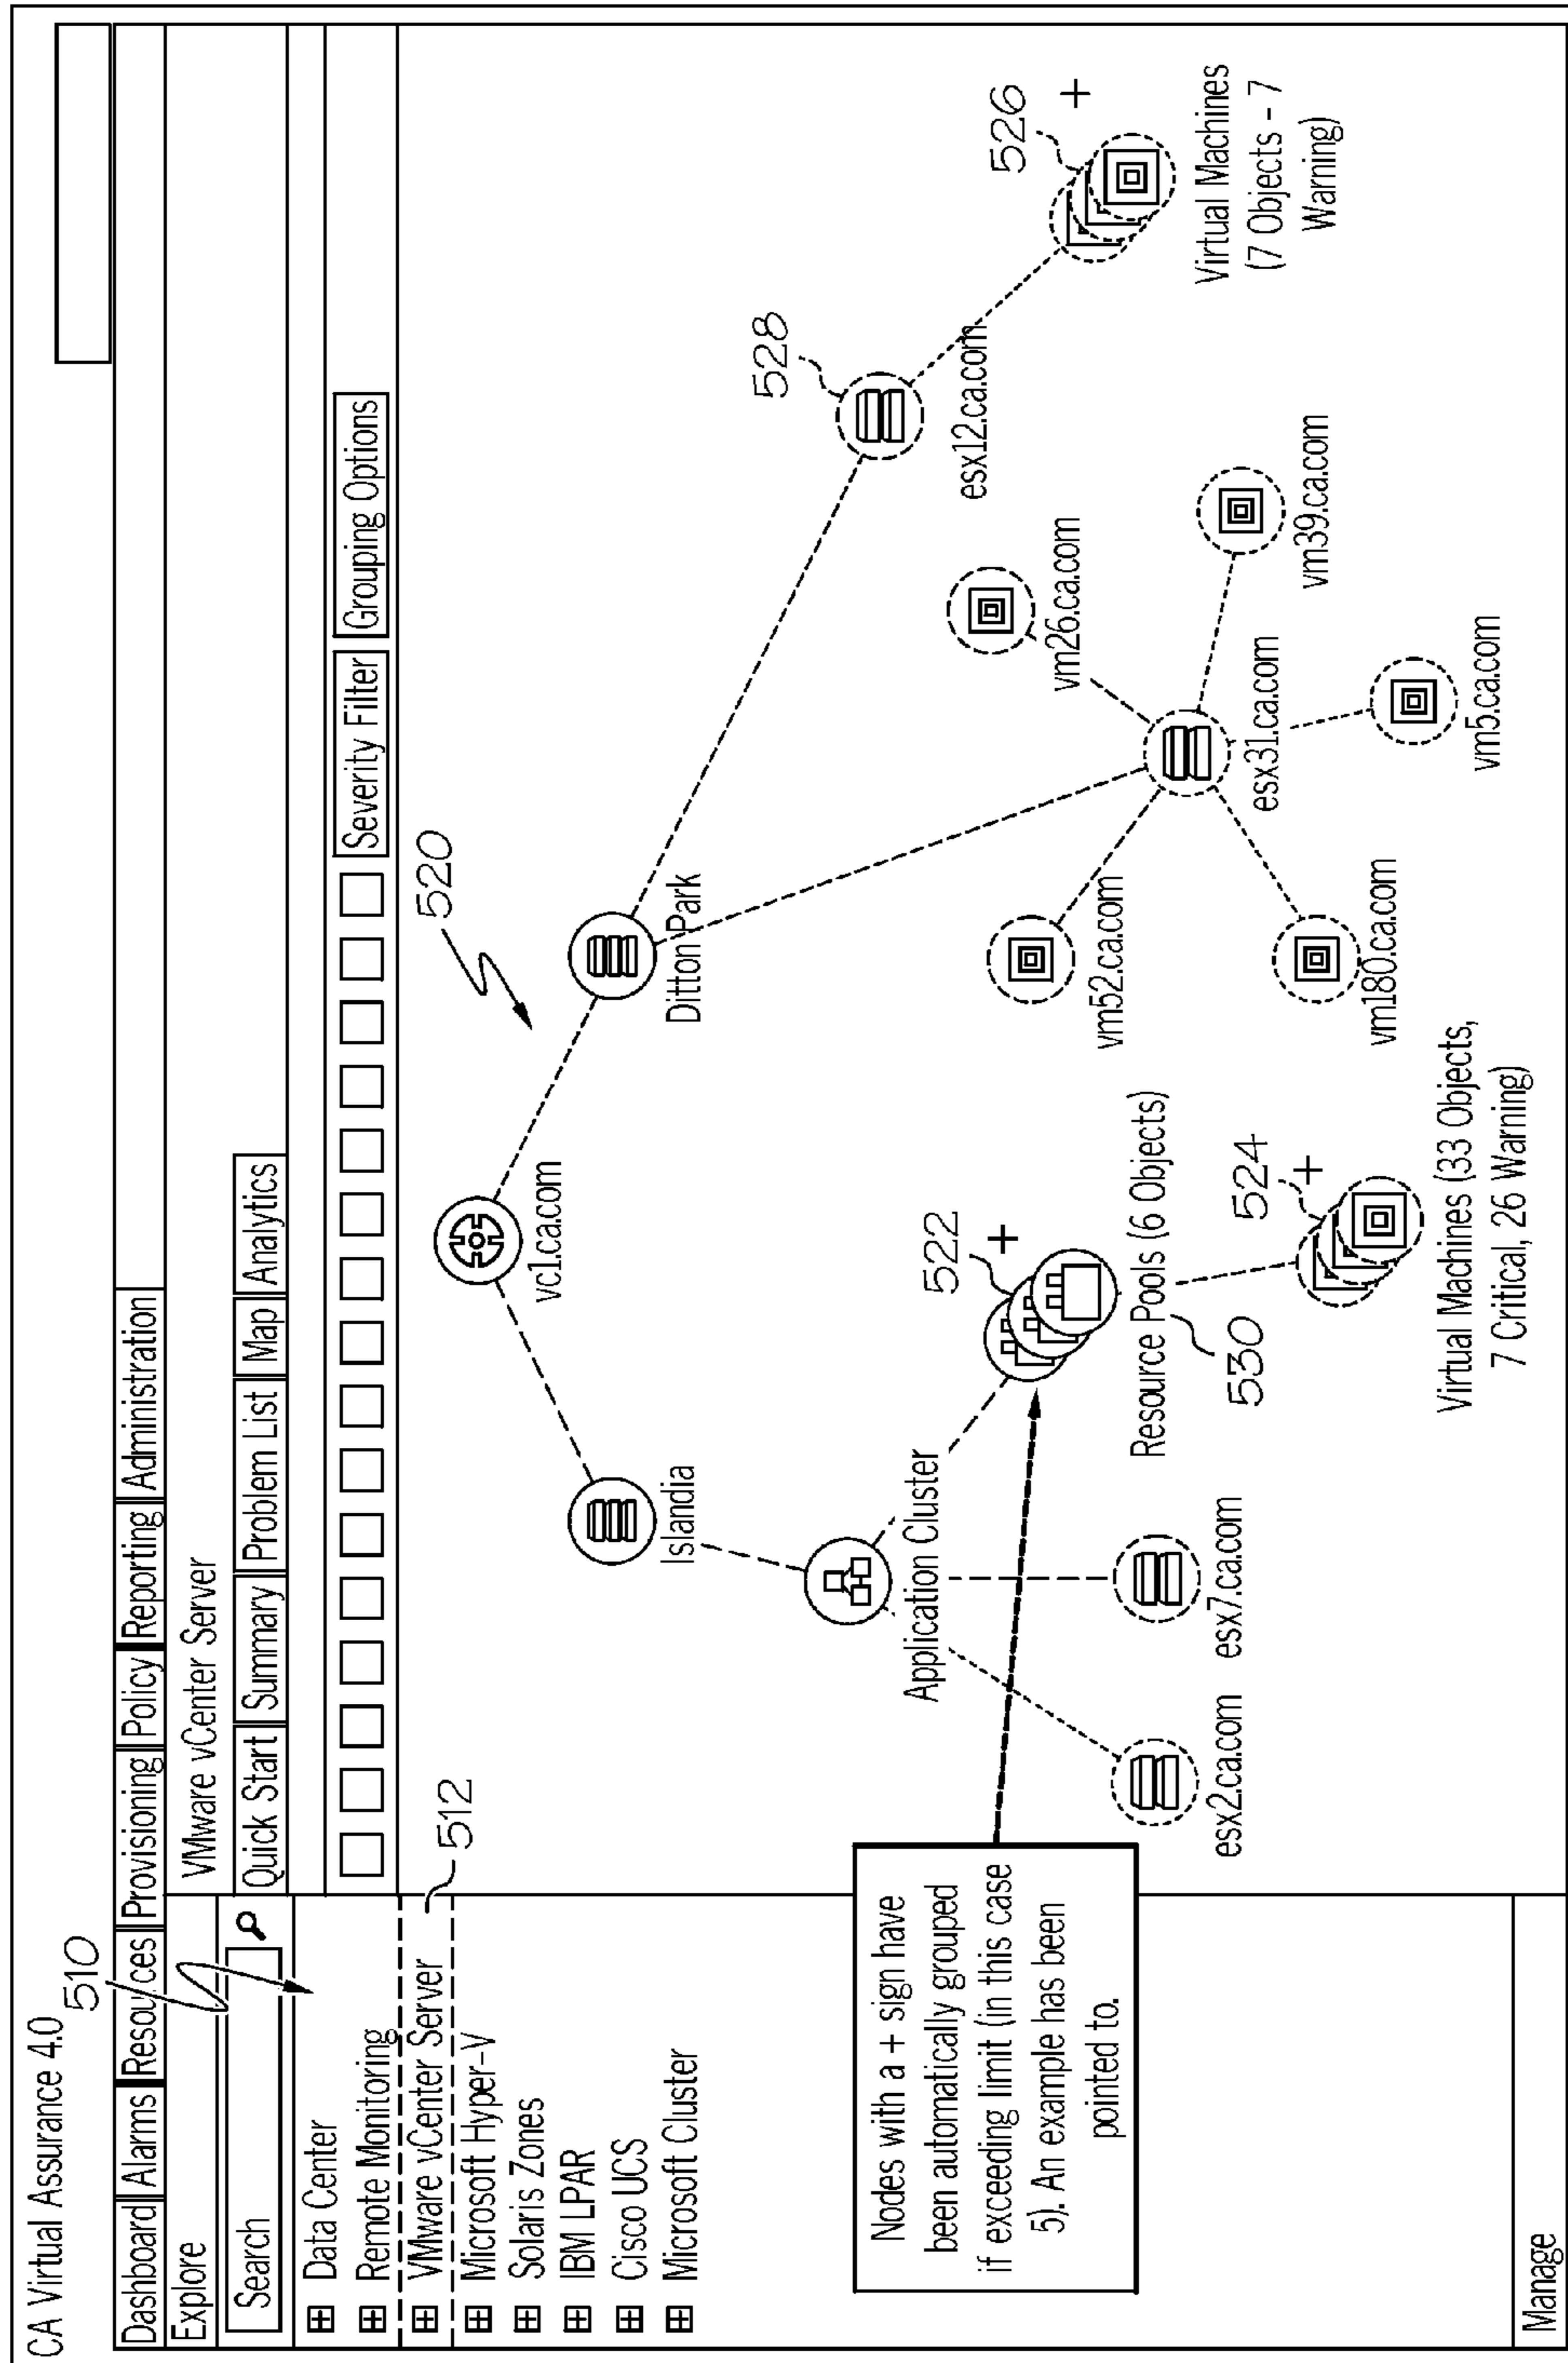 CA Virtual Assurance 4.0
510
Dashboard Alarms Resources Provisioning Policy Reporting Administration
Explore
VMware vCenter Server
Search
Quick Start Summary Problem List Map Analytics
Severity Filter Grouping Options
Data Center
Remote Monitoring
VMware vCenter Server
512
Microsoft Hyper-V
Solaris Zones
IBM LPAR
Cisco UCS
Microsoft Cluster
520
vc1.ca.com
Islandia
Ditton Park
528
Application Cluster
esx12.ca.com
526
+
Virtual Machines
(7 Objects - 7
Warning)
522
+
Resource Pools (6 Objects)
530
esx2.ca.com
esx7.ca.com
vm52.ca.com
vm26.ca.com
esx31.ca.com
vm39.ca.com
vm180.ca.com
vm5.ca.com
524
+
Virtual Machines (33 Objects,
7 Critical, 26 Warning)
Nodes with a + sign have
been automatically grouped
if exceeding limit (in this case
5). An example has been
pointed to.
Manage